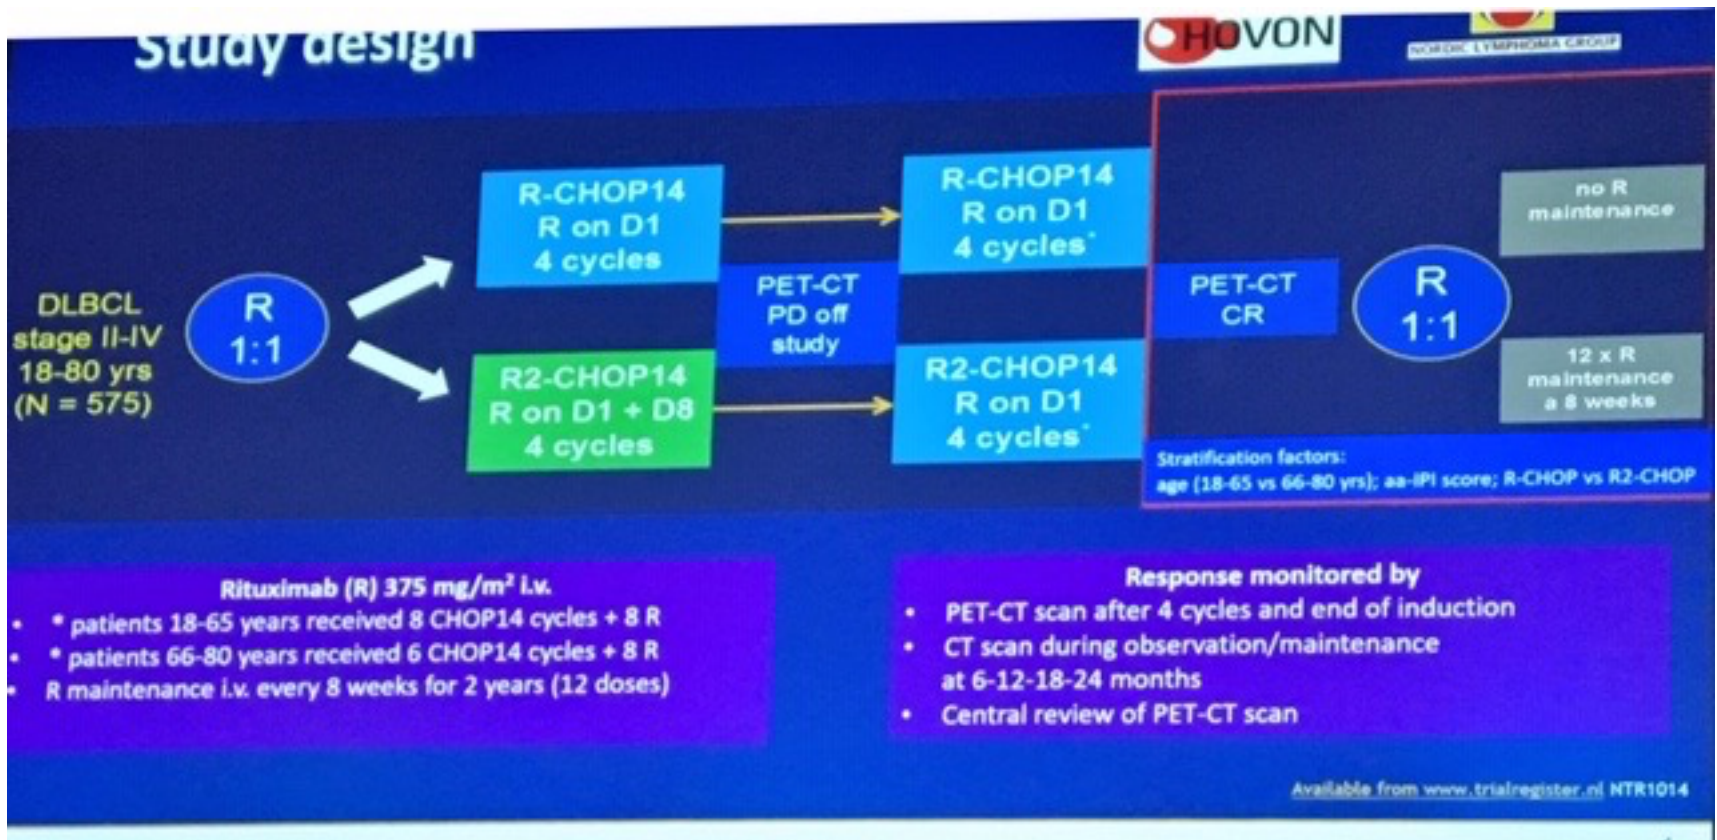 Study design
HOVON
NORDIC LYMPHOMA GROUP
DLBCL
stage II-IV
18-80 yrs
(N = 575)
R
1:1
R-CHOP14
R on D1
4 cycles
R2-CHOP14
R on D1 + D8
4 cycles
PET-CT
PD off
study
R-CHOP14
R on D1
4 cycles*
R2-CHOP14
R on D1
4 cycles*
PET-CT
CR
R
1:1
no R
maintenance
12 x R
maintenance
a 8 weeks
Stratification factors:
age (18-65 vs 66-80 yrs); aa-IPI score; R-CHOP vs R2-CHOP
Rituximab (R) 375 mg/m² i.v.
• * patients 18-65 years received 8 CHOP14 cycles + 8 R
• * patients 66-80 years received 6 CHOP14 cycles + 8 R
• R maintenance i.v. every 8 weeks for 2 years (12 doses)
Response monitored by
• PET-CT scan after 4 cycles and end of induction
• CT scan during observation/maintenance
at 6-12-18-24 months
• Central review of PET-CT scan
Available from www.trialregister.nl NTR1014